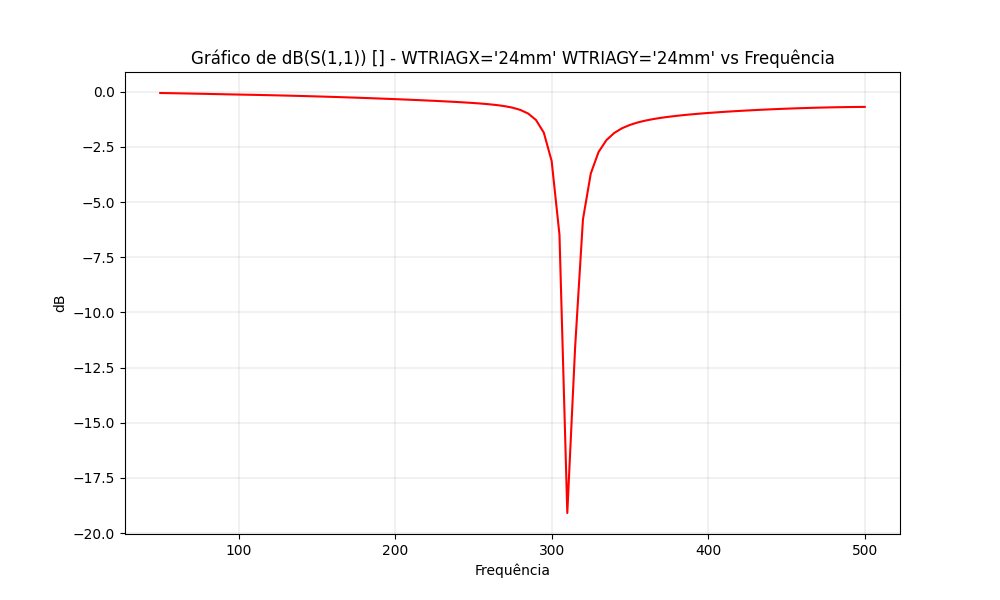 Gráfico de dB(S(1,1)) [] - WTRIAGX='24mm' WTRIAGY='24mm' vs Frequência
0.0
−2.5
−5.0
−7.5
−10.0
−12.5
−15.0
−17.5
−20.0
dB
100 200 300 400 500
Frequência